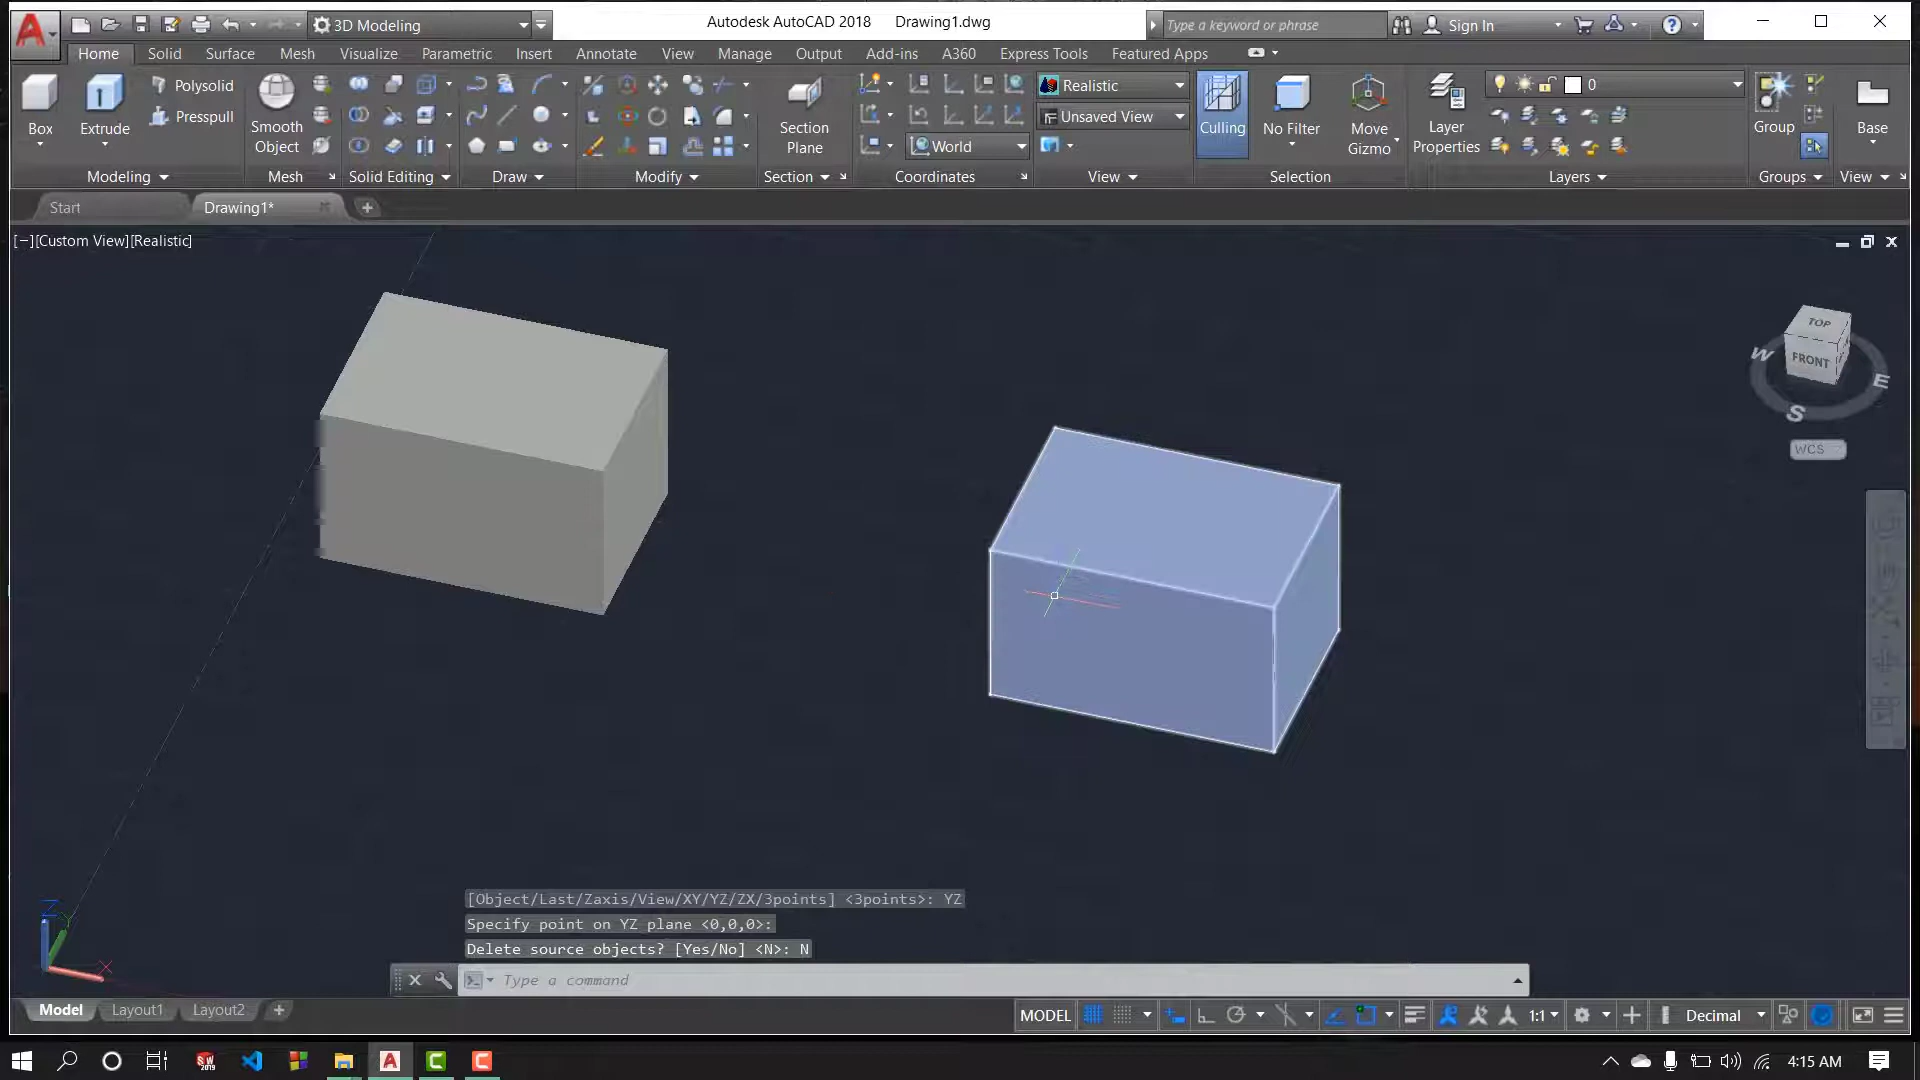 3D Modeling
Autodesk AutoCAD 2018 Drawing1.dwg
Type a keyword or phrase
Sign In
Home Solid Surface Mesh Visualize Parametric Insert Annotate View Manage Output Add-ins A360 Express Tools Featured Apps
Box
Extrude
Polysolid
Presspull
Smooth
Object
Section
Plane
World
Realistic
Unsaved View
Culling
No Filter
Move
Gizmo
Layer
Properties
0
Group
Base
Modeling Mesh Solid Editing Draw Modify Section Coordinates View Selection Layers Groups View
Start Drawing1*
[−][Custom View][Realistic]
TOP
FRONT
W
E
S
WCS
[Object/Last/Zaxis/View/XY/YZ/ZX/3points] <3points>: YZ
Specify point on YZ plane <0,0,0>:
Delete source objects? [Yes/No] <N>: N
Z
Y
X
Type a command
Model Layout1 Layout2
MODEL 1:1 Decimal
SW
2019
4:15 AM